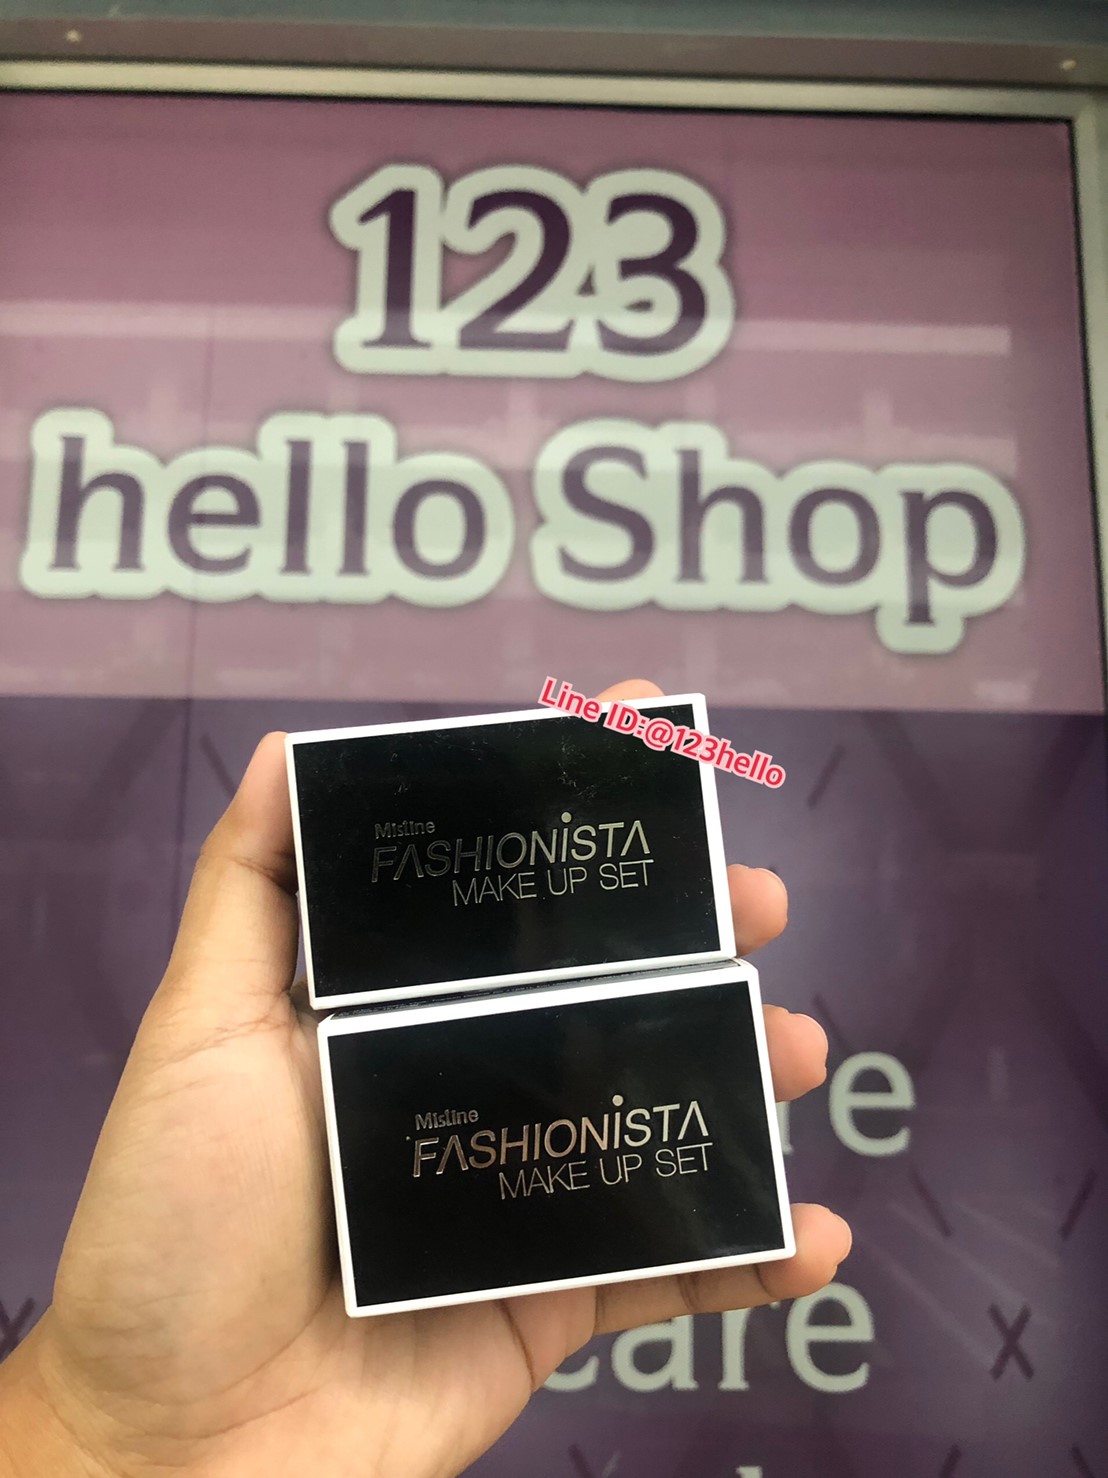 123
hello Shop
Line ID:@123hello
Mistine
FASHIONISTA
MAKE UP SET
Mistine
FASHIONISTA
MAKE UP SET
care